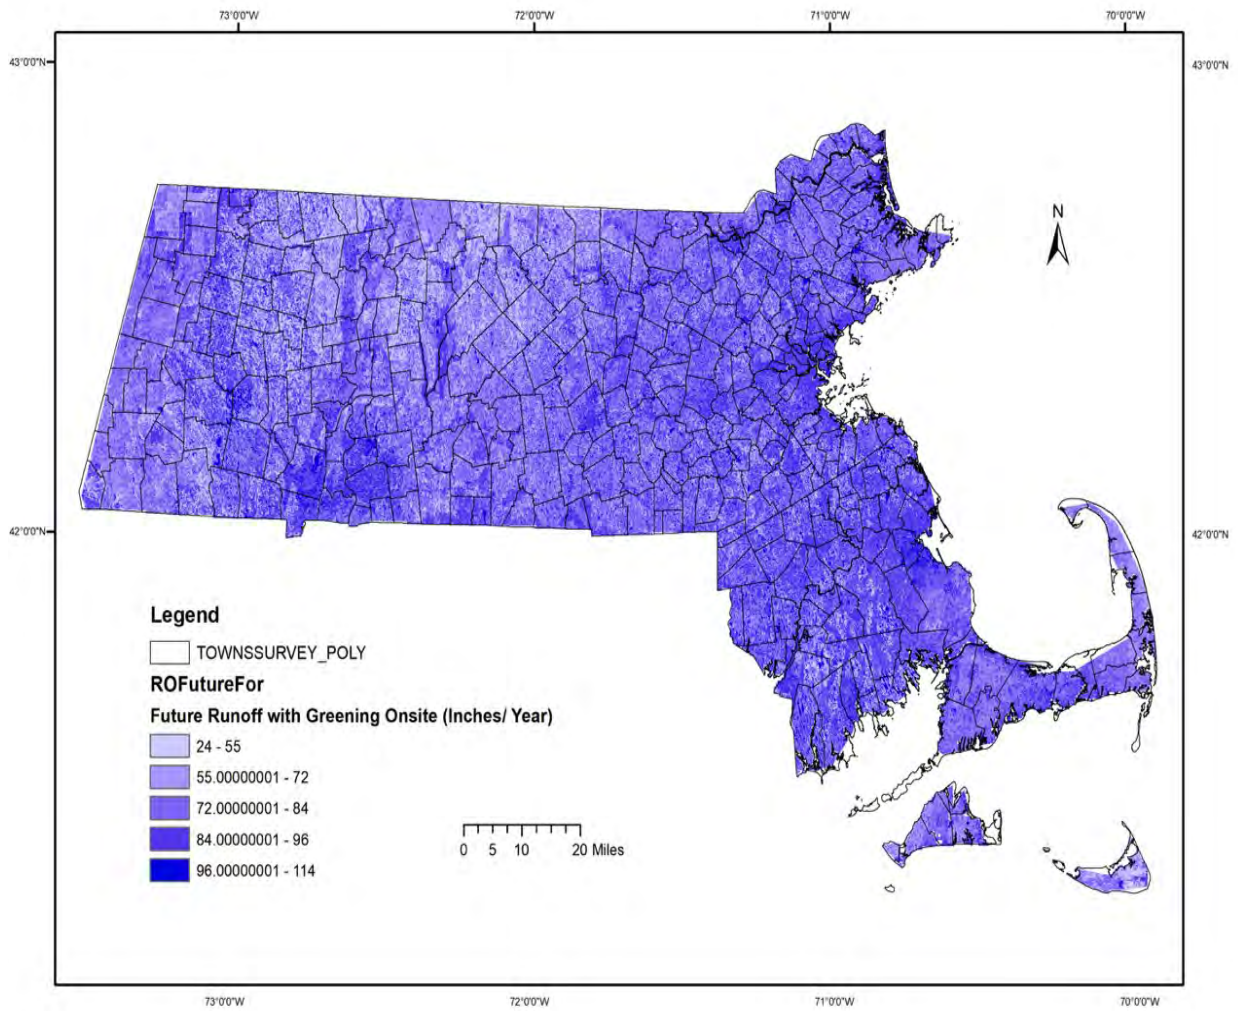 73°0'0"W
72°0'0"W
71°0'0"W
70°0'0"W
43°0'0"N
43°0'0"N
N
42°0'0"N
42°0'0"N
Legend
TOWNSSURVEY_POLY
ROFutureFor
Future Runoff with Greening Onsite (Inches/ Year)
24 - 55
55.00000001 - 72
72.00000001 - 84
84.00000001 - 96
96.00000001 - 114
0 5 10 20 Miles
73°0'0"W
72°0'0"W
71°0'0"W
70°0'0"W